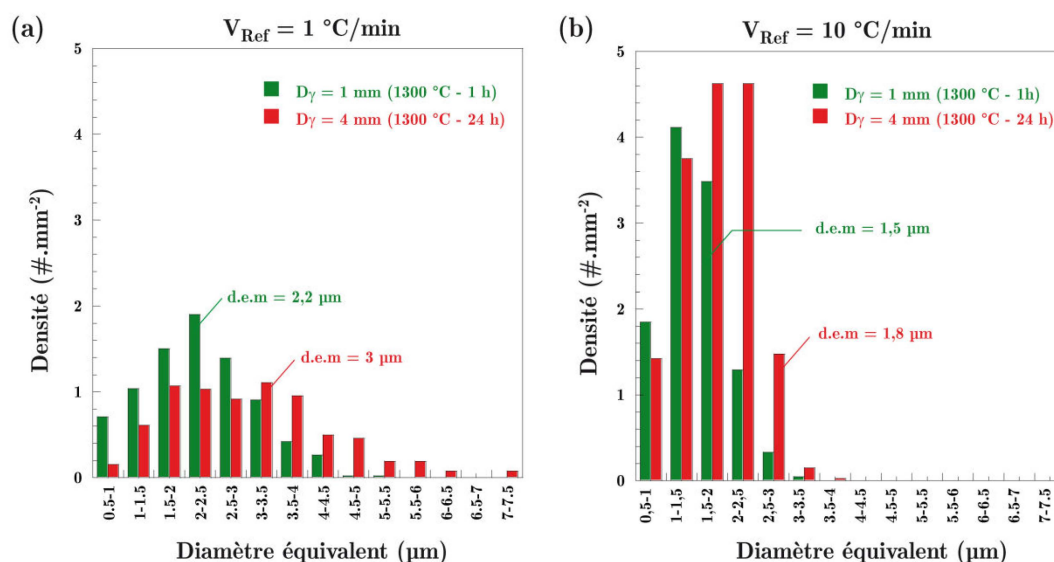 (a)
V_Ref = 1 °C/min
5
4
3
2
1
0
Densité (#.mm⁻²)
Dγ = 1 mm (1300 °C - 1 h)
Dγ = 4 mm (1300 °C - 24 h)
d.e.m = 2,2 µm
d.e.m = 3 µm
0.5-1
1-1.5
1.5-2
2-2.5
2.5-3
3-3.5
3.5-4
4-4.5
4.5-5
5-5.5
5.5-6
6-6.5
6.5-7
7-7.5
Diamètre équivalent (µm)
(b)
V_Ref = 10 °C/min
5
4
3
2
1
0
Densité (#.mm⁻²)
Dγ = 1 mm (1300 °C - 1h)
Dγ = 4 mm (1300 °C - 24 h)
d.e.m = 1,5 µm
d.e.m = 1,8 µm
0,5-1
1-1,5
1,5-2
2-2,5
2,5-3
3-3.5
3.5-4
4-4.5
4.5-5
5-5.5
5.5-6
6-6.5
6.5-7
7-7.5
Diamètre équivalent (µm)